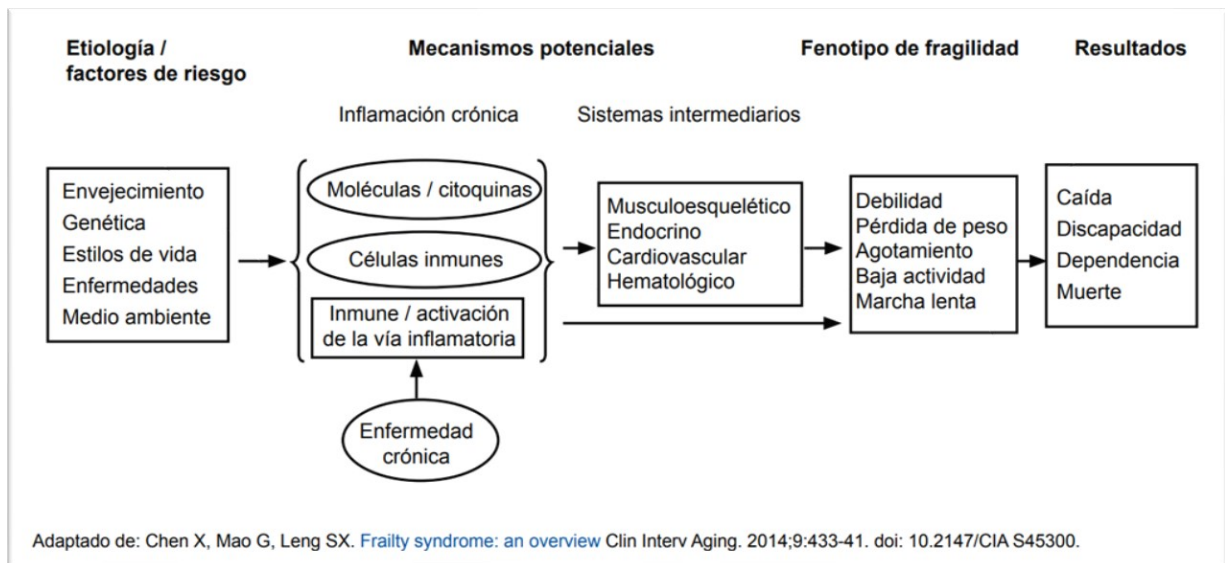 Etiología /
factores de riesgo
Mecanismos potenciales
Fenotipo de fragilidad
Resultados
Inflamación crónica
Sistemas intermediarios
Envejecimiento
Genética
Estilos de vida
Enfermedades
Medio ambiente
Moléculas / citoquinas
Células inmunes
Inmune / activación
de la vía inflamatoria
Enfermedad
crónica
Musculoesquelético
Endocrino
Cardiovascular
Hematológico
Debilidad
Pérdida de peso
Agotamiento
Baja actividad
Marcha lenta
Caída
Discapacidad
Dependencia
Muerte
Adaptado de: Chen X, Mao G, Leng SX. Frailty syndrome: an overview Clin Interv Aging. 2014;9:433-41. doi: 10.2147/CIA S45300.